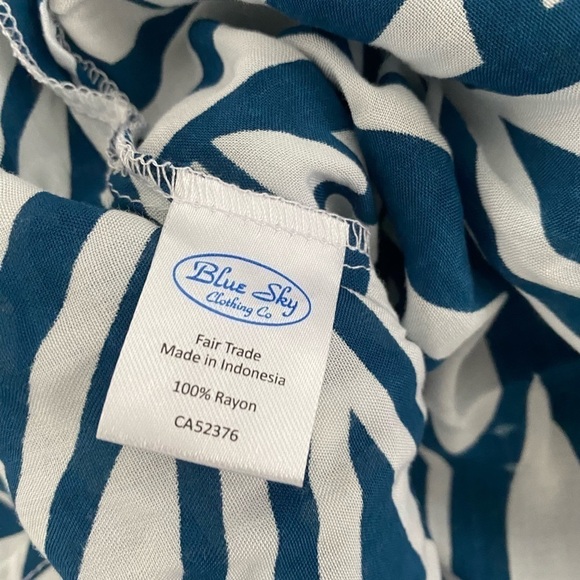 Blue Sky
Clothing Co
Fair Trade
Made in Indonesia
100% Rayon
CA52376